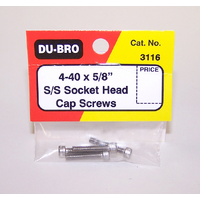 DU-BRO
Cat. No.
3116
4-40 x 5/8"
S/S Socket Head
Cap Screws
PRICE